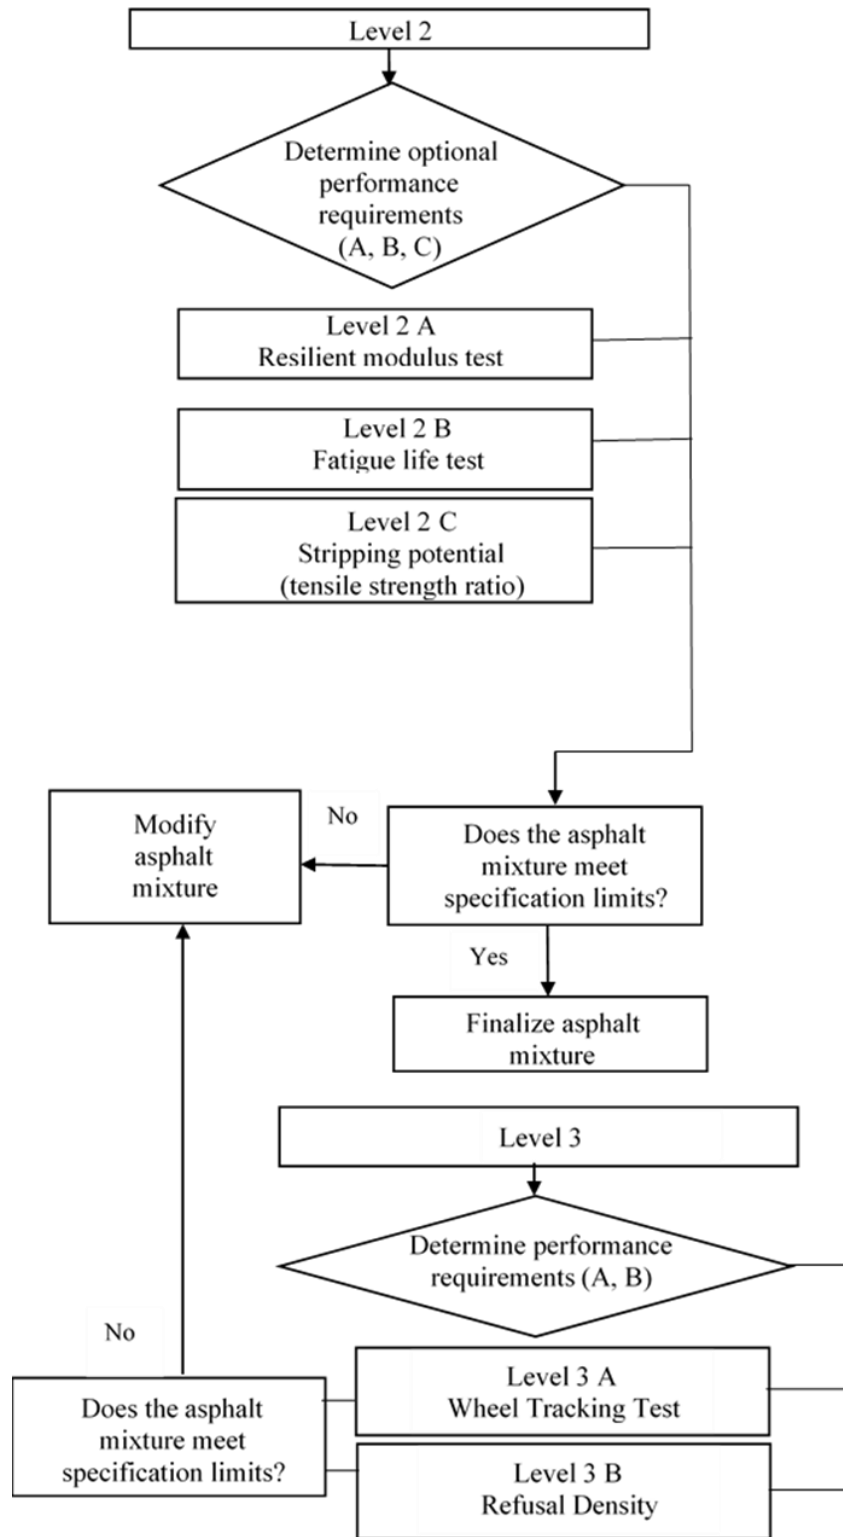 Level 2
Determine optional
performance
requirements
(A, B, C)
Level 2 A
Resilient modulus test
Level 2 B
Fatigue life test
Level 2 C
Stripping potential
(tensile strength ratio)
Modify
asphalt
mixture
No
Does the asphalt
mixture meet
specification limits?
Yes
Finalize asphalt
mixture
Level 3
Determine performance
requirements (A, B)
No
Does the asphalt
mixture meet
specification limits?
Level 3 A
Wheel Tracking Test
Level 3 B
Refusal Density